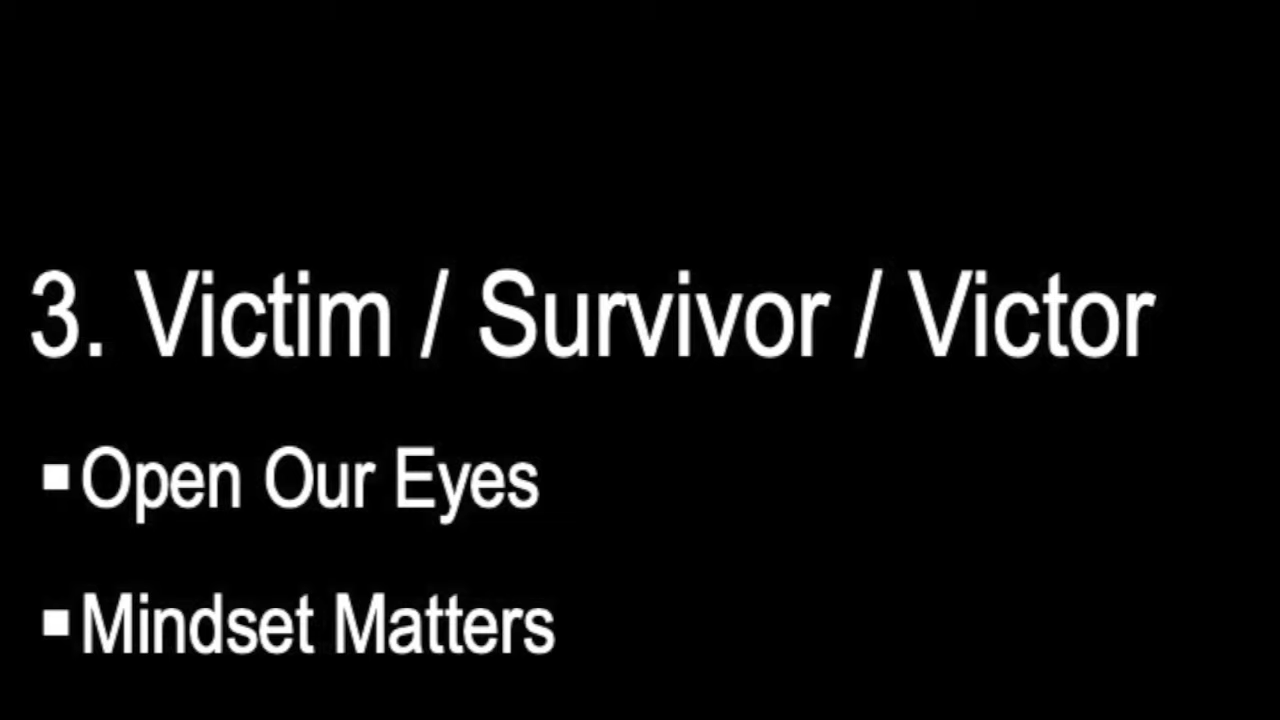 3. Victim / Survivor / Victor
▪Open Our Eyes
▪Mindset Matters